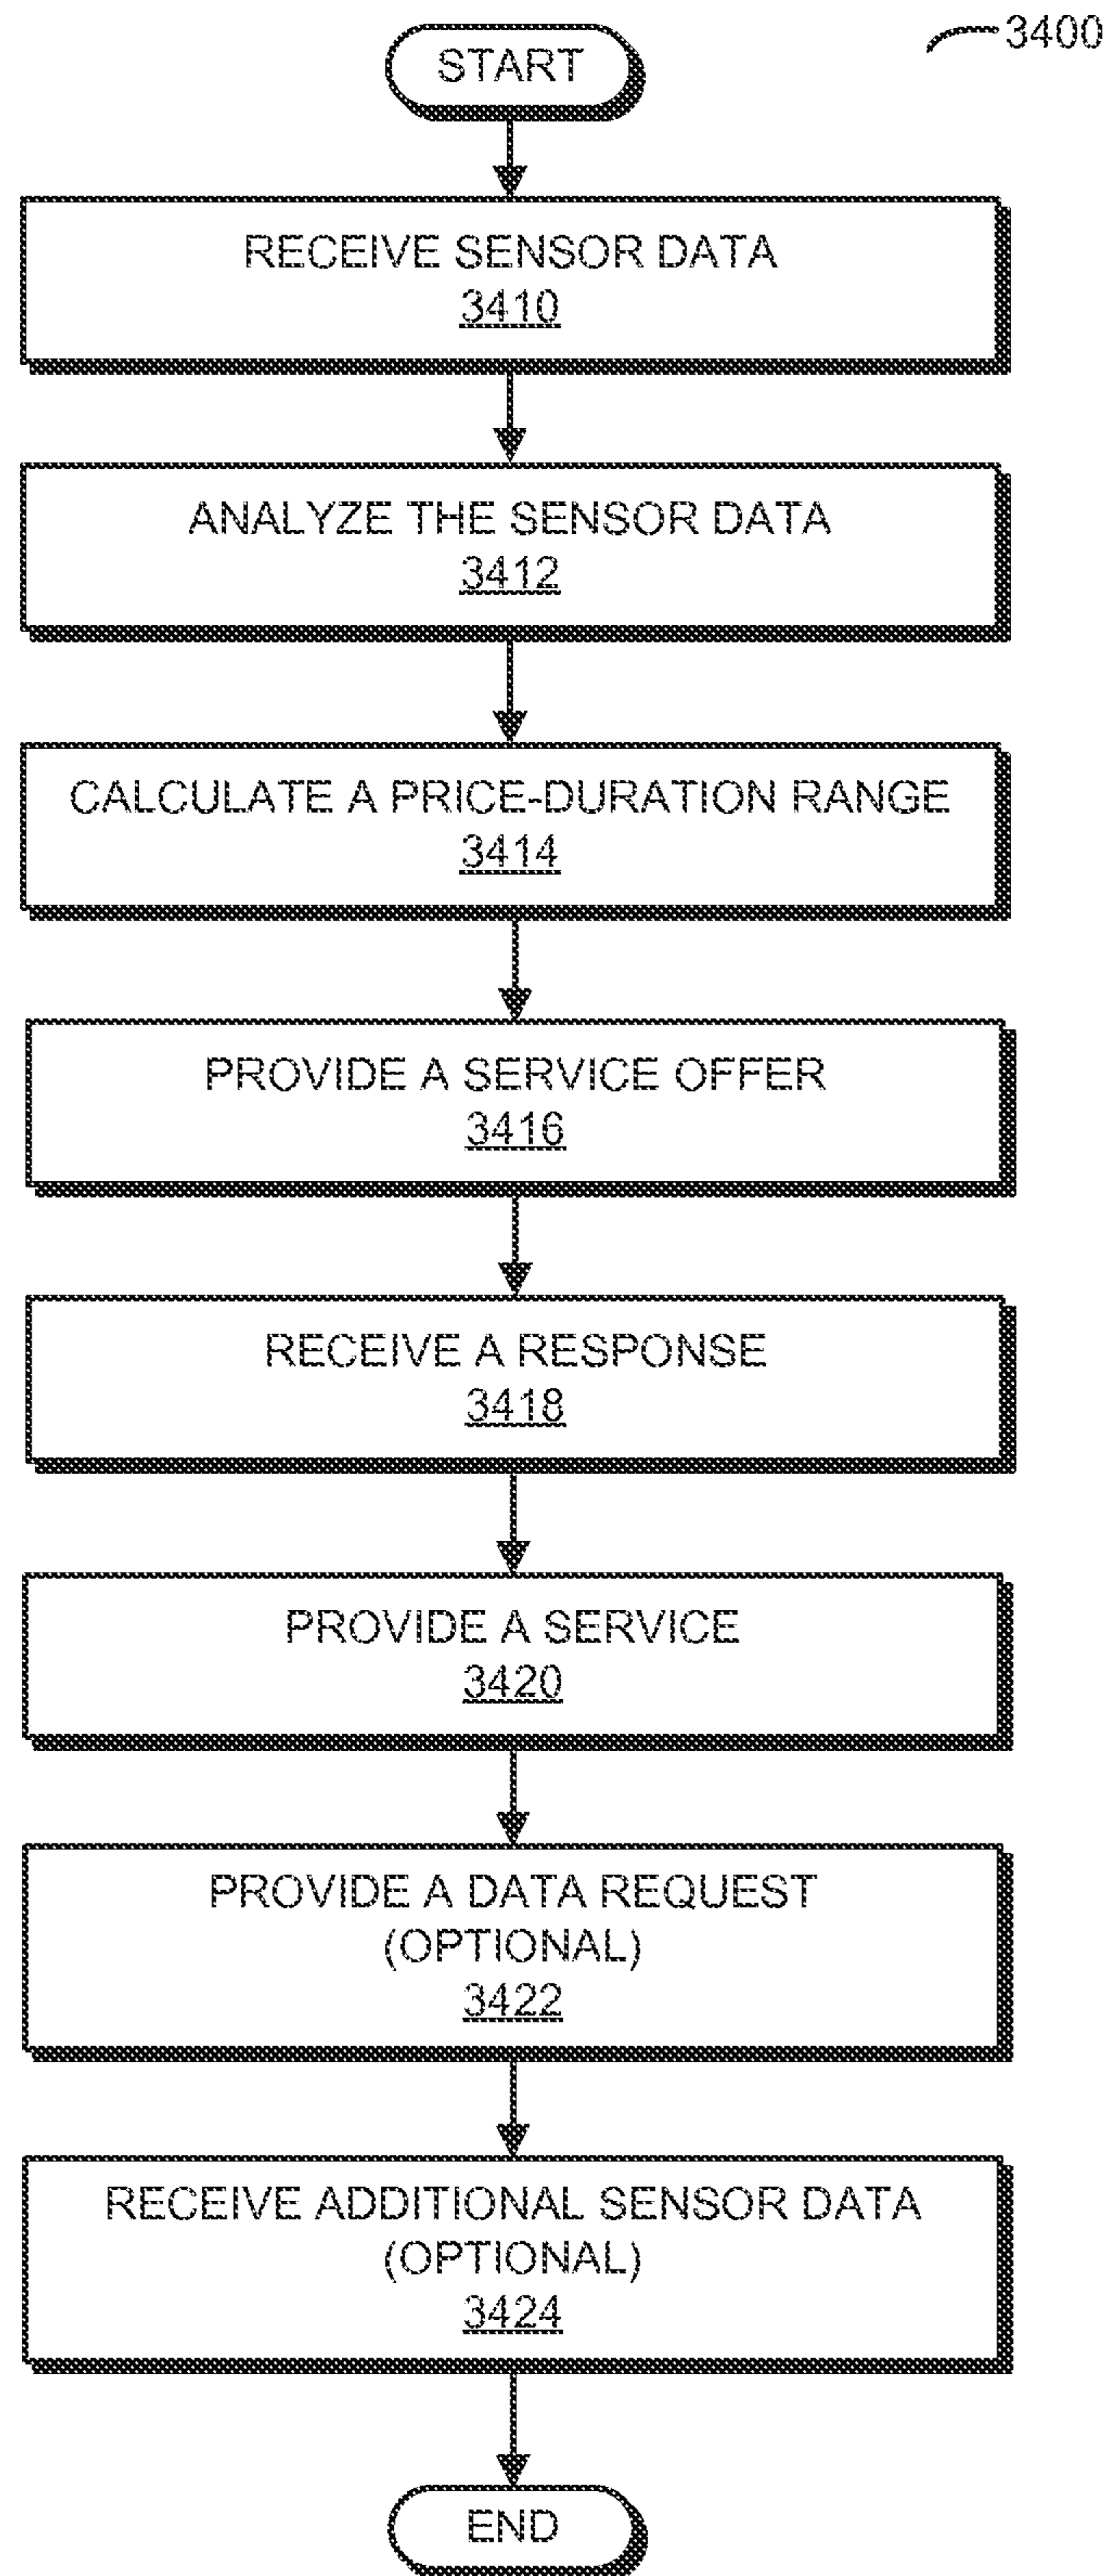 3400
START
RECEIVE SENSOR DATA
3410
ANALYZE THE SENSOR DATA
3412
CALCULATE A PRICE-DURATION RANGE
3414
PROVIDE A SERVICE OFFER
3416
RECEIVE A RESPONSE
3418
PROVIDE A SERVICE
3420
PROVIDE A DATA REQUEST
(OPTIONAL)
3422
RECEIVE ADDITIONAL SENSOR DATA
(OPTIONAL)
3424
END